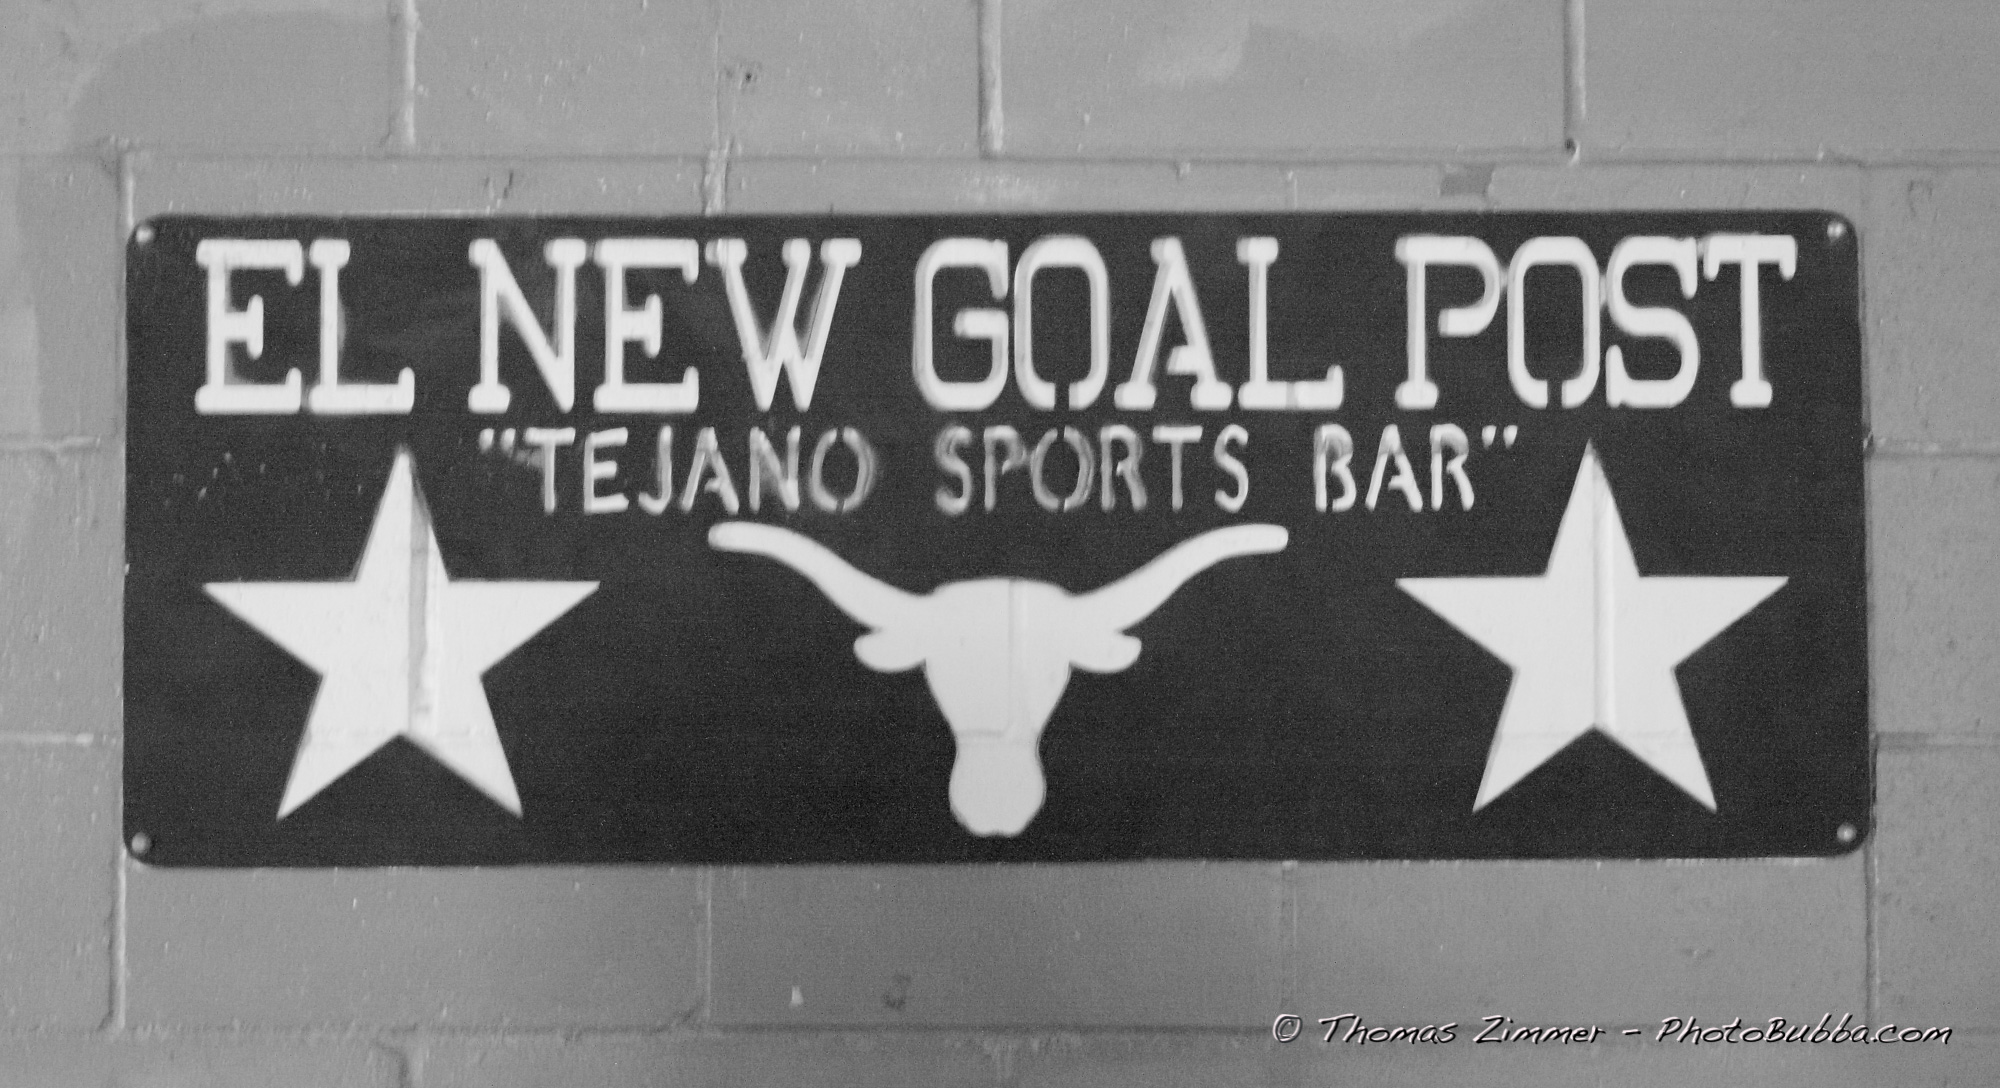 EL NEW GOAL POST
"TEJANO SPORTS BAR"
© Thomas Zimmer - PhotoBubba.com